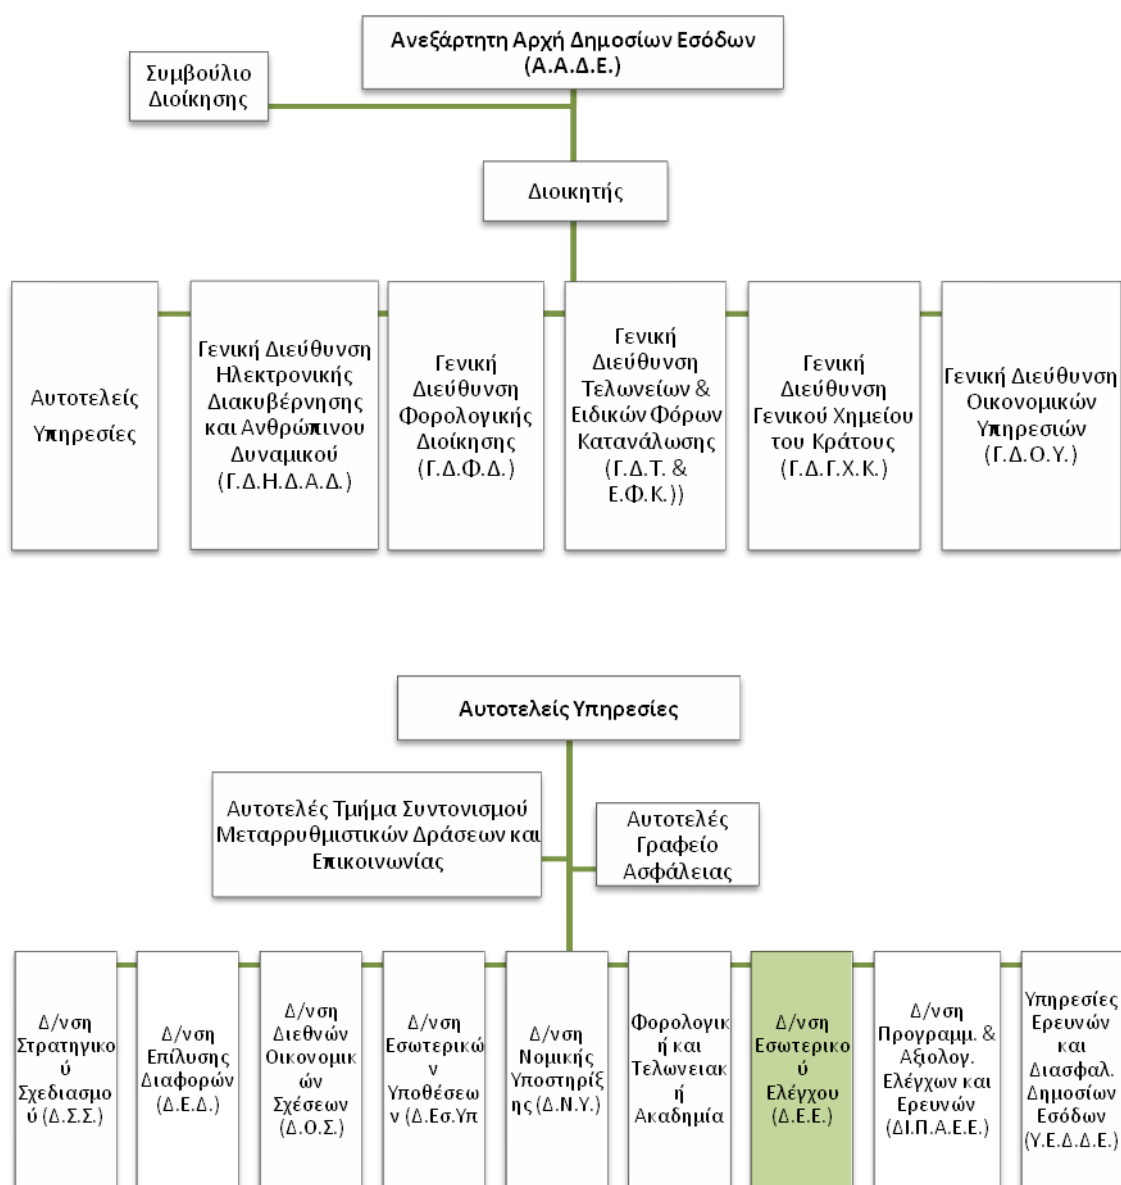 Ανεξάρτητη Αρχή Δημοσίων Εσόδων
(Α.Α.Δ.Ε.)
Συμβούλιο
Διοίκησης
Διοικητής
Αυτοτελείς
Υπηρεσίες
Γενική Διεύθυνση
Ηλεκτρονικής
Διακυβέρνησης
και Ανθρώπινου
Δυναμικού
(Γ.Δ.Η.Δ.Α.Δ.)
Γενική
Διεύθυνση
Φορολογικής
Διοίκησης
(Γ.Δ.Φ.Δ.)
Γενική
Διεύθυνση
Τελωνείων &
Ειδικών Φόρων
Κατανάλωσης
(Γ.Δ.Τ. &
Ε.Φ.Κ.))
Γενική
Διεύθυνση
Γενικού Χημείου
του Κράτους
(Γ.Δ.Γ.Χ.Κ.)
Γενική Διεύθυνση
Οικονομικών
Υπηρεσιών
(Γ.Δ.Ο.Υ.)
Αυτοτελείς Υπηρεσίες
Αυτοτελές Τμήμα Συντονισμού
Μεταρρυθμιστικών Δράσεων και
Επικοινωνίας
Αυτοτελές
Γραφείο
Ασφάλειας
Δ/νση
Στρατηγικο
ύ
Σχεδιασμο
ύ (Δ.Σ.Σ.)
Δ/νση
Επίλυσης
Διαφορών
(Δ.Ε.Δ.)
Δ/νση
Διεθνών
Οικονομικ
ών
Σχέσεων
(Δ.Ο.Σ.)
Δ/νση
Εσωτερικώ
ν
Υποθέσεω
ν (Δ.Εσ.Υπ
Δ/νση
Νομικής
Υποστηρίξ
ης (Δ.Ν.Υ.)
Φορολογικ
ή και
Τελωνειακ
ή
Ακαδημία
Δ/νση
Εσωτερικο
ύ
Ελέγχου
(Δ.Ε.Ε.)
Δ/νση
Προγραμμ. &
Αξιολογ.
Ελέγχων και
Ερευνών
(ΔΙ.Π.Α.Ε.Ε.)
Υπηρεσίες
Ερευνών
και
Διασφαλ.
Δημοσίων
Εσόδων
(Υ.Ε.Δ.Δ.Ε.)